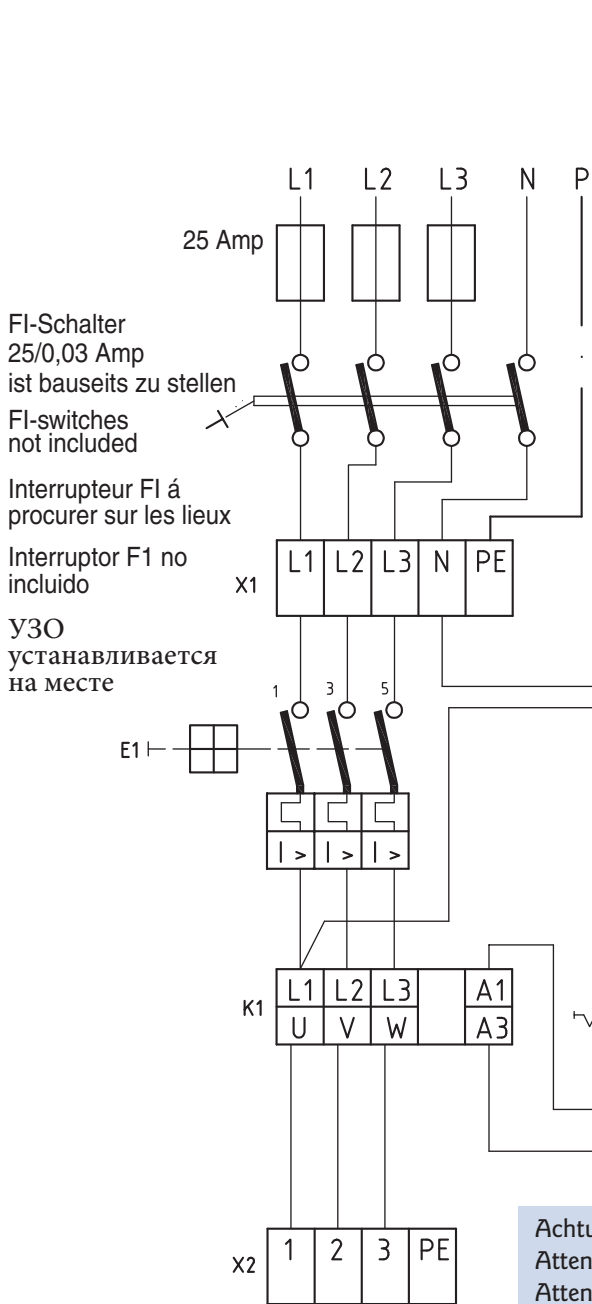 L1 L2 L3 N P
25 Amp
FI-Schalter
25/0,03 Amp
ist bauseits zu stellen
FI-switches
not included
Interrupteur FI á
procurer sur les lieux
Interruptor F1 no
incluido
УЗО
устанавливается
на месте
X1 L1 L2 L3 N PE
1 3 5
E1
I > I > I >
K1 L1 L2 L3 A1
U V W A3
X2 1 2 3 PE
Achtu
Atten
Atten